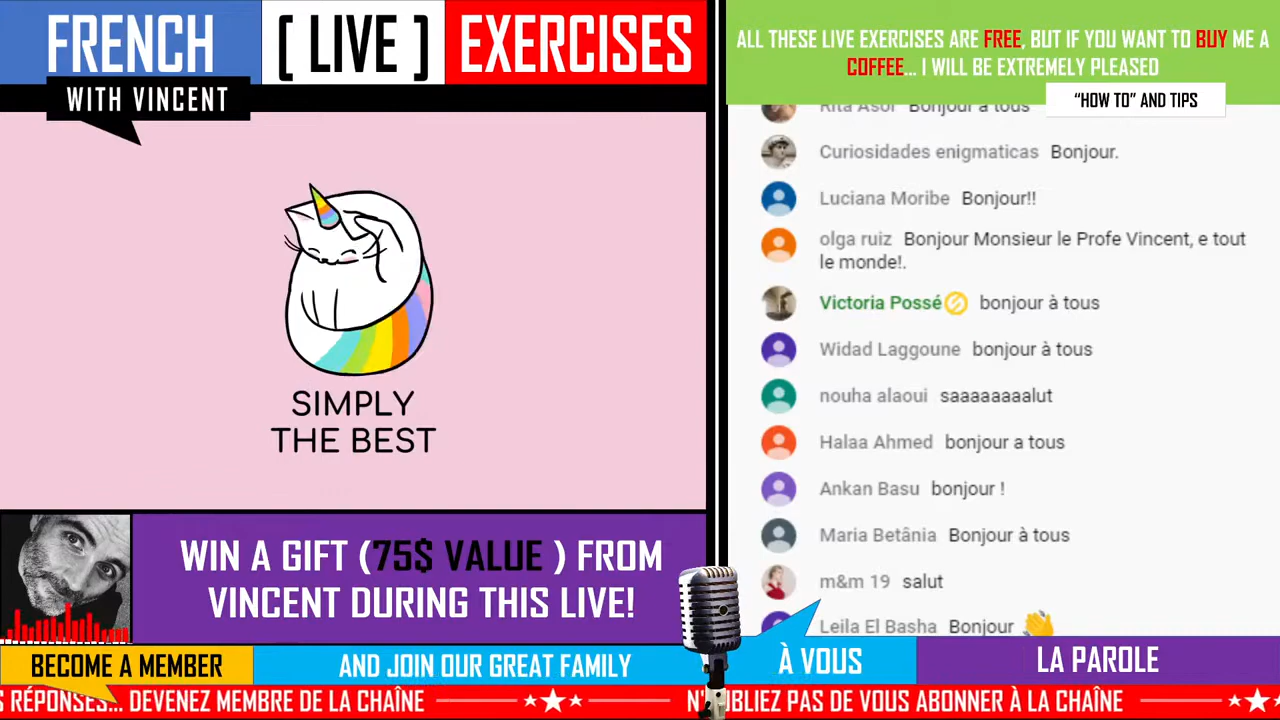 FRENCH [ LIVE ] EXERCISES
WITH VINCENT
SIMPLY
THE BEST
WIN A GIFT (75$ VALUE ) FROM
VINCENT DURING THIS LIVE!
BECOME A MEMBER
AND JOIN OUR GREAT FAMILY
ALL THESE LIVE EXERCISES ARE FREE, BUT IF YOU WANT TO BUY ME A
COFFEE... I WILL BE EXTREMELY PLEASED
“HOW TO” AND TIPS
Rita Asor Bonjour à tous
Curiosidades enigmaticas Bonjour.
Luciana Moribe Bonjour!!
olga ruiz Bonjour Monsieur le Profe Vincent, e tout
le monde!.
Victoria Possé bonjour à tous
Widad Laggoune bonjour à tous
nouha alaoui saaaaaaaalut
Halaa Ahmed bonjour a tous
Ankan Basu bonjour !
Maria Betânia Bonjour à tous
m&m 19 salut
Leila El Basha Bonjour 👋
À VOUS
LA PAROLE
S RÉPONSES... DEVENEZ MEMBRE DE LA CHAÎNE
PAS DE VOUS ABONNER À LA CHAÎNE